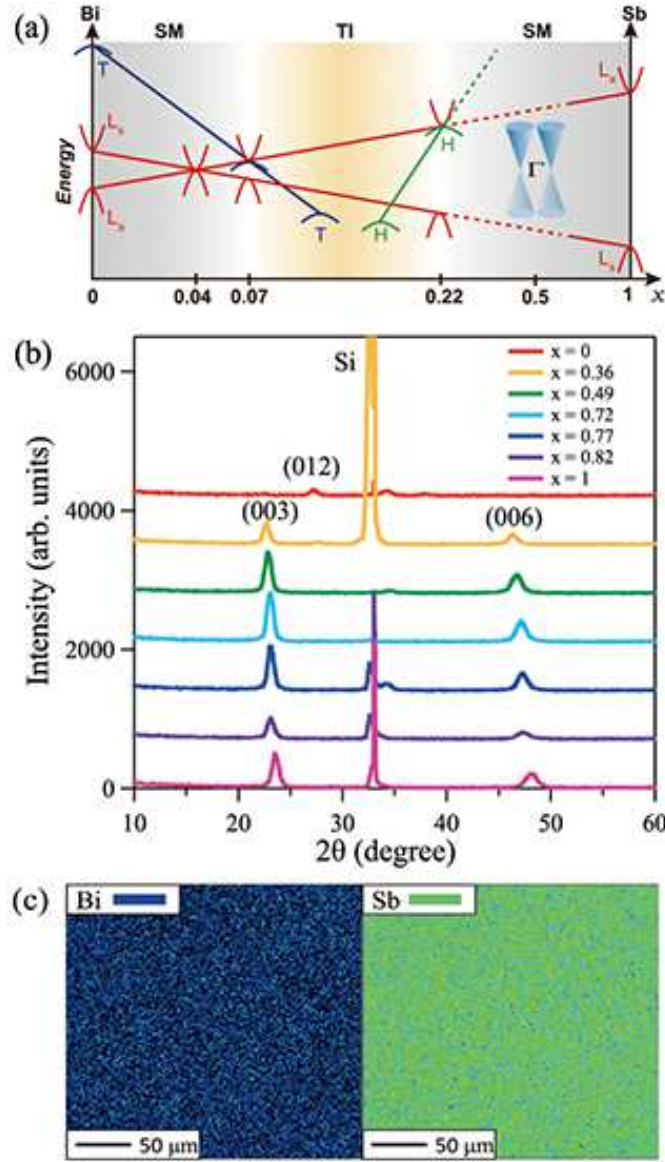 (a)
Bi
Sb
SM
TI
SM
T
Lₛ
Lₐ
T
H
H
Γ
Lₐ
Lₛ
Energy
0
0.04
0.07
0.22
0.5
1
x
(b)
Si
x = 0
x = 0.36
x = 0.49
x = 0.72
x = 0.77
x = 0.82
x = 1
(012)
(003)
(006)
6000
4000
2000
0
Intensity (arb. units)
10
20
30
40
50
60
2θ (degree)
(c)
Bi
Sb
50 μm
50 μm